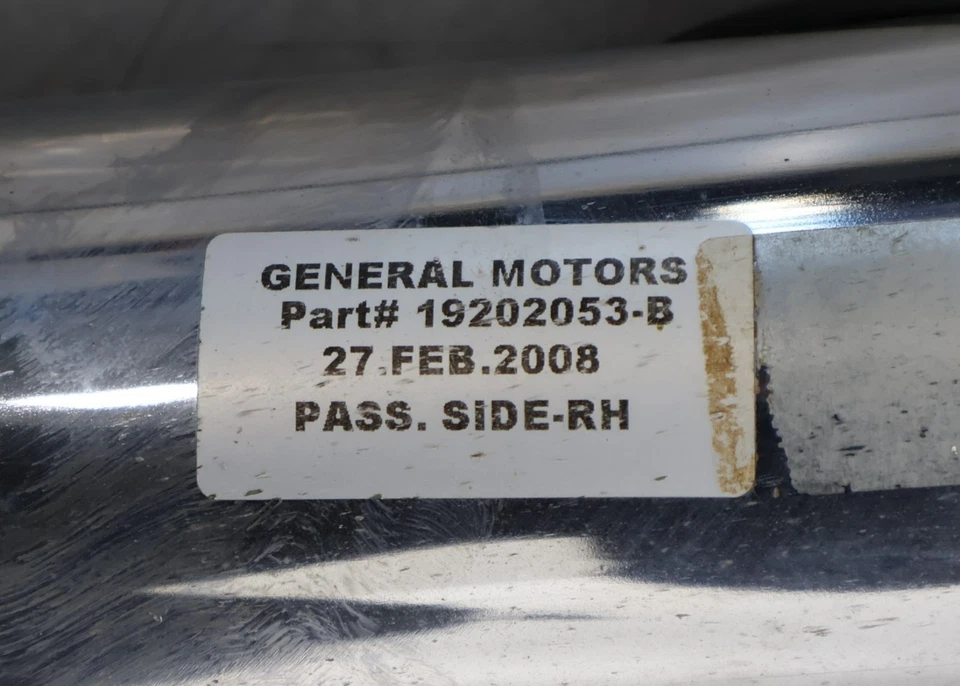 GENERAL MOTORS
Part# 19202053-B
27.FEB.2008
PASS. SiDE-RH